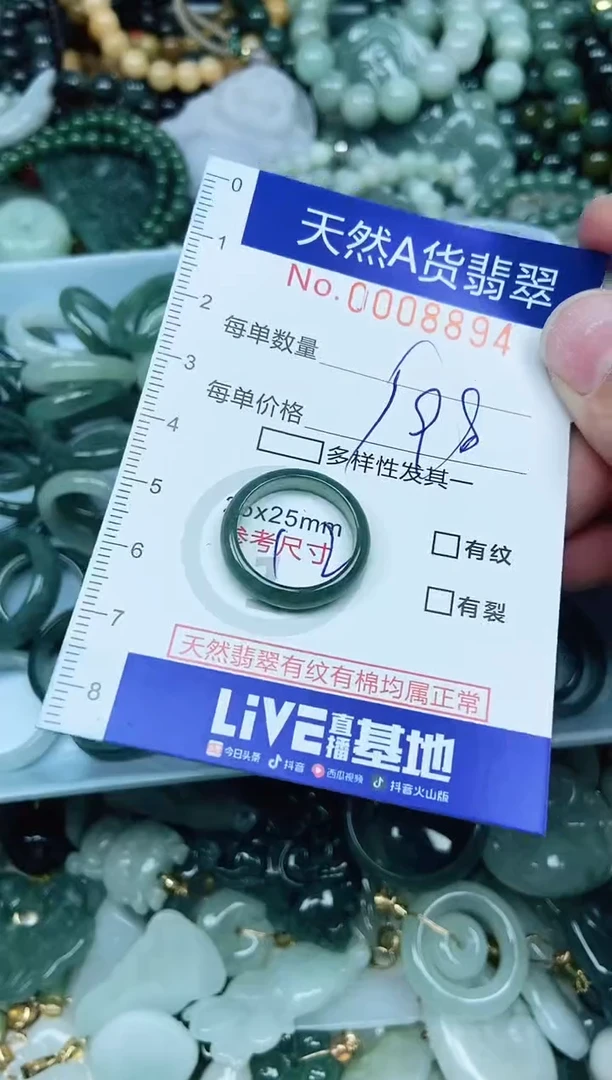 0
天然A货翡翠
1
No.0008894
2
每单数量
3
每单价格
198
4
多样性发其一
5
5x25mm
有纹
参考尺寸
6
有裂
7
天然翡翠有纹有棉均属正常
8
LiVE直播基地
今日头条 抖音 西瓜视频 抖音火山版